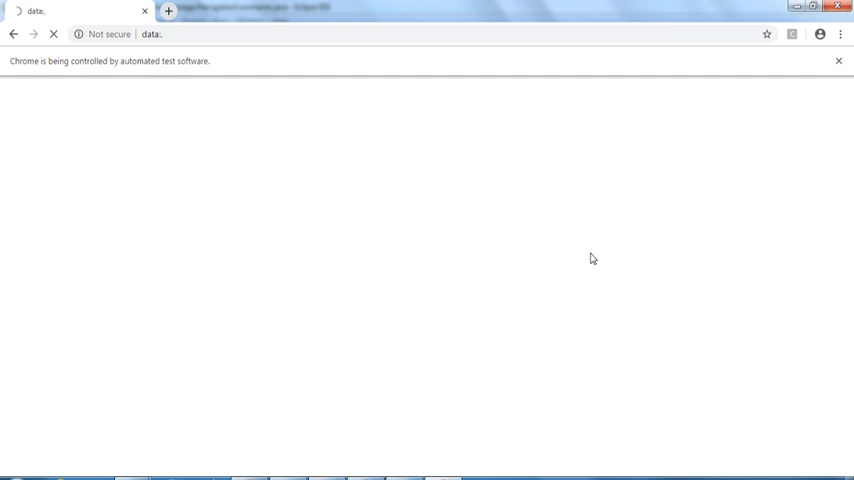 data:,
Not secure
data:,
Chrome is being controlled by automated test software.